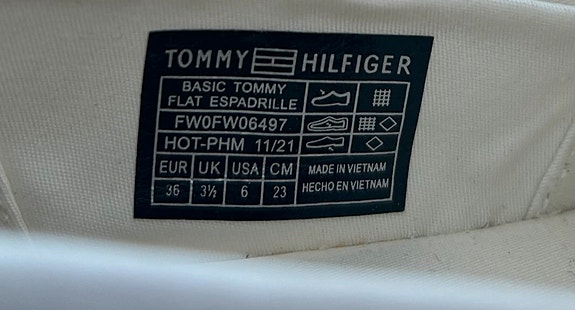 TOMMY HILFIGER
BASIC TOMMY
FLAT ESPADRILLE
FW0FW06497
HOT-PHM 11/21
EUR UK USA CM
36 3½ 6 23
MADE IN VIETNAM
HECHO EN VIETNAM